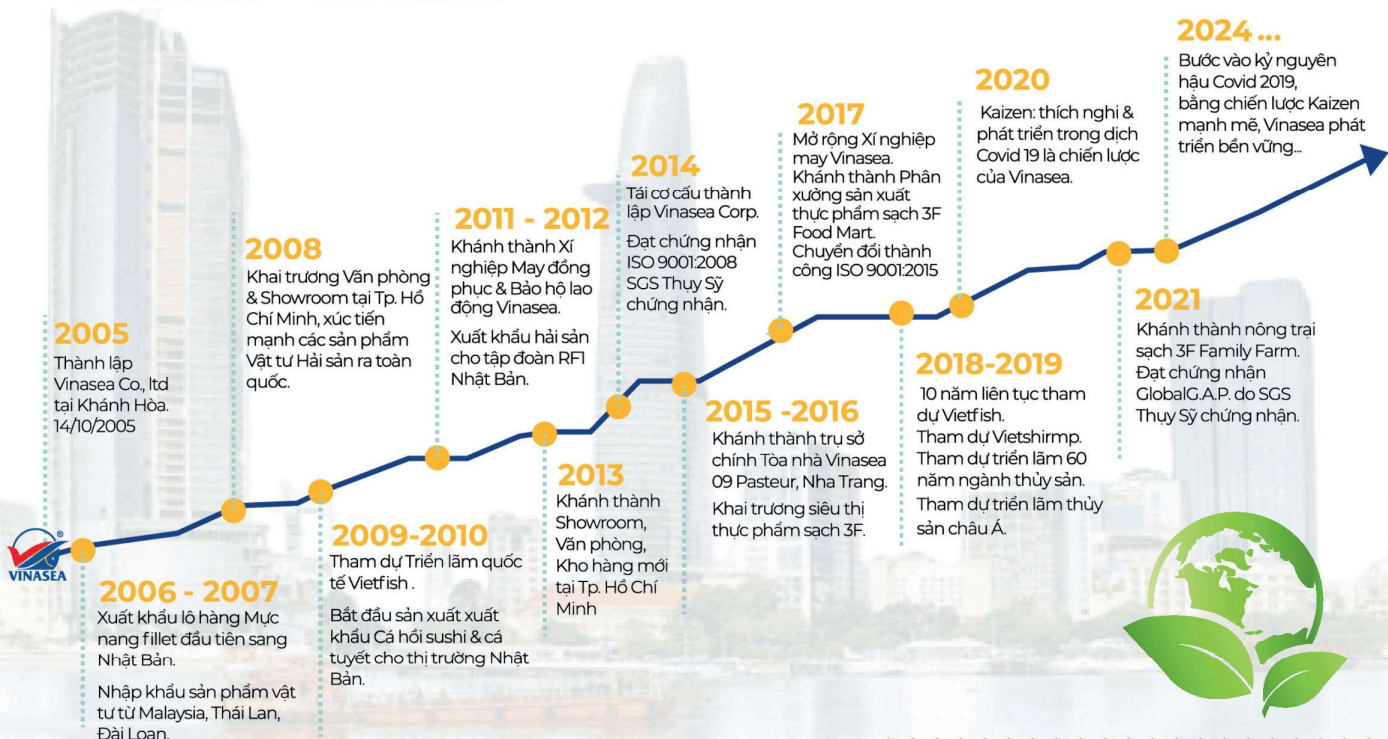 VINASEA
®
2005
Thành lập
Vinasea Co., ltd
tại Khánh Hòa.
14/10/2005
2006 - 2007
Xuất khẩu lô hàng Mực
nang fillet đầu tiên sang
Nhật Bản.
Nhập khẩu sản phẩm vật
tư từ Malaysia, Thái Lan,
Đài Loan.
2008
Khai trương Văn phòng
& Showroom tại Tp. Hồ
Chí Minh, xúc tiến
mạnh các sản phẩm
Vật tư Hải sản ra toàn
quốc.
2009-2010
Tham dự Triển lãm quốc
tế Vietfish .
Bắt đầu sản xuất xuất
khẩu Cá hồi sushi & cá
tuyết cho thị trường Nhật
Bản.
2011 - 2012
Khánh thành Xí
nghiệp May đồng
phục & Bảo hộ lao
động Vinasea.
Xuất khẩu hải sản
cho tập đoàn RF1
Nhật Bản.
2013
Khánh thành
Showroom,
Văn phòng,
Kho hàng mới
tại Tp. Hồ Chí
Minh
2014
Tái cơ cấu thành
lập Vinasea Corp.
Đạt chứng nhận
ISO 9001:2008
SGS Thụy Sỹ
chứng nhận.
2015 -2016
Khánh thành trụ sở
chính Tòa nhà Vinasea
09 Pasteur, Nha Trang.
Khai trương siêu thị
thực phẩm sạch 3F.
2017
Mở rộng Xí nghiệp
may Vinasea.
Khánh thành Phân
xưởng sản xuất
thực phẩm sạch 3F
Food Mart.
Chuyển đổi thành
công ISO 9001:2015
2018-2019
10 năm liên tục tham
dự Vietfish.
Tham dự Vietshirmp.
Tham dự triển lãm 60
năm ngành thủy sản.
Tham dự triển lãm thủy
sản châu Á.
2020
Kaizen: thích nghi &
phát triển trong dịch
Covid 19 là chiến lược
của Vinasea.
2021
Khánh thành nông trại
sạch 3F Family Farm.
Đạt chứng nhận
GlobalG.A.P. do SGS
Thụy Sỹ chứng nhận.
2024 ...
Bước vào kỷ nguyên
hậu Covid 2019,
bằng chiến lược Kaizen
mạnh mẽ, Vinasea phát
triển bền vững...